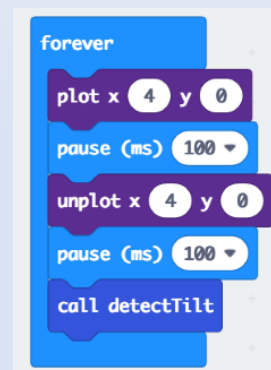 forever
plot x 4 y 0
pause (ms) 100
unplot x 4 y 0
pause (ms) 100
call detectTilt